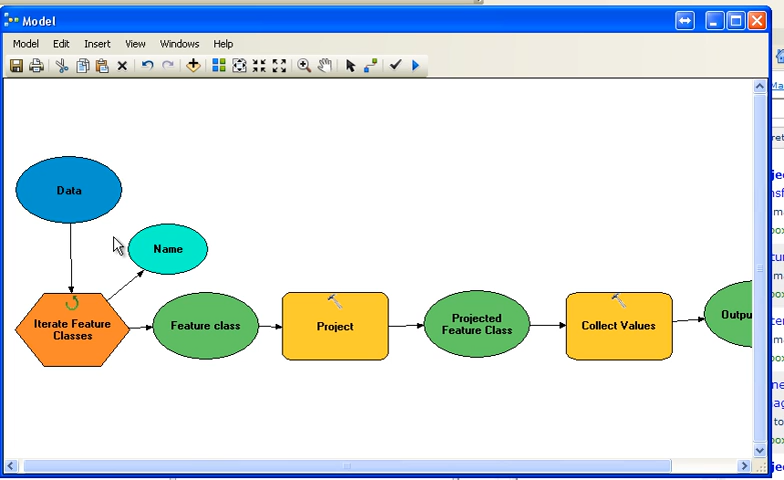 Model
Model Edit Insert View Windows Help
Data
Name
Iterate Feature
Classes
Feature class
Project
Projected
Feature Class
Collect Values